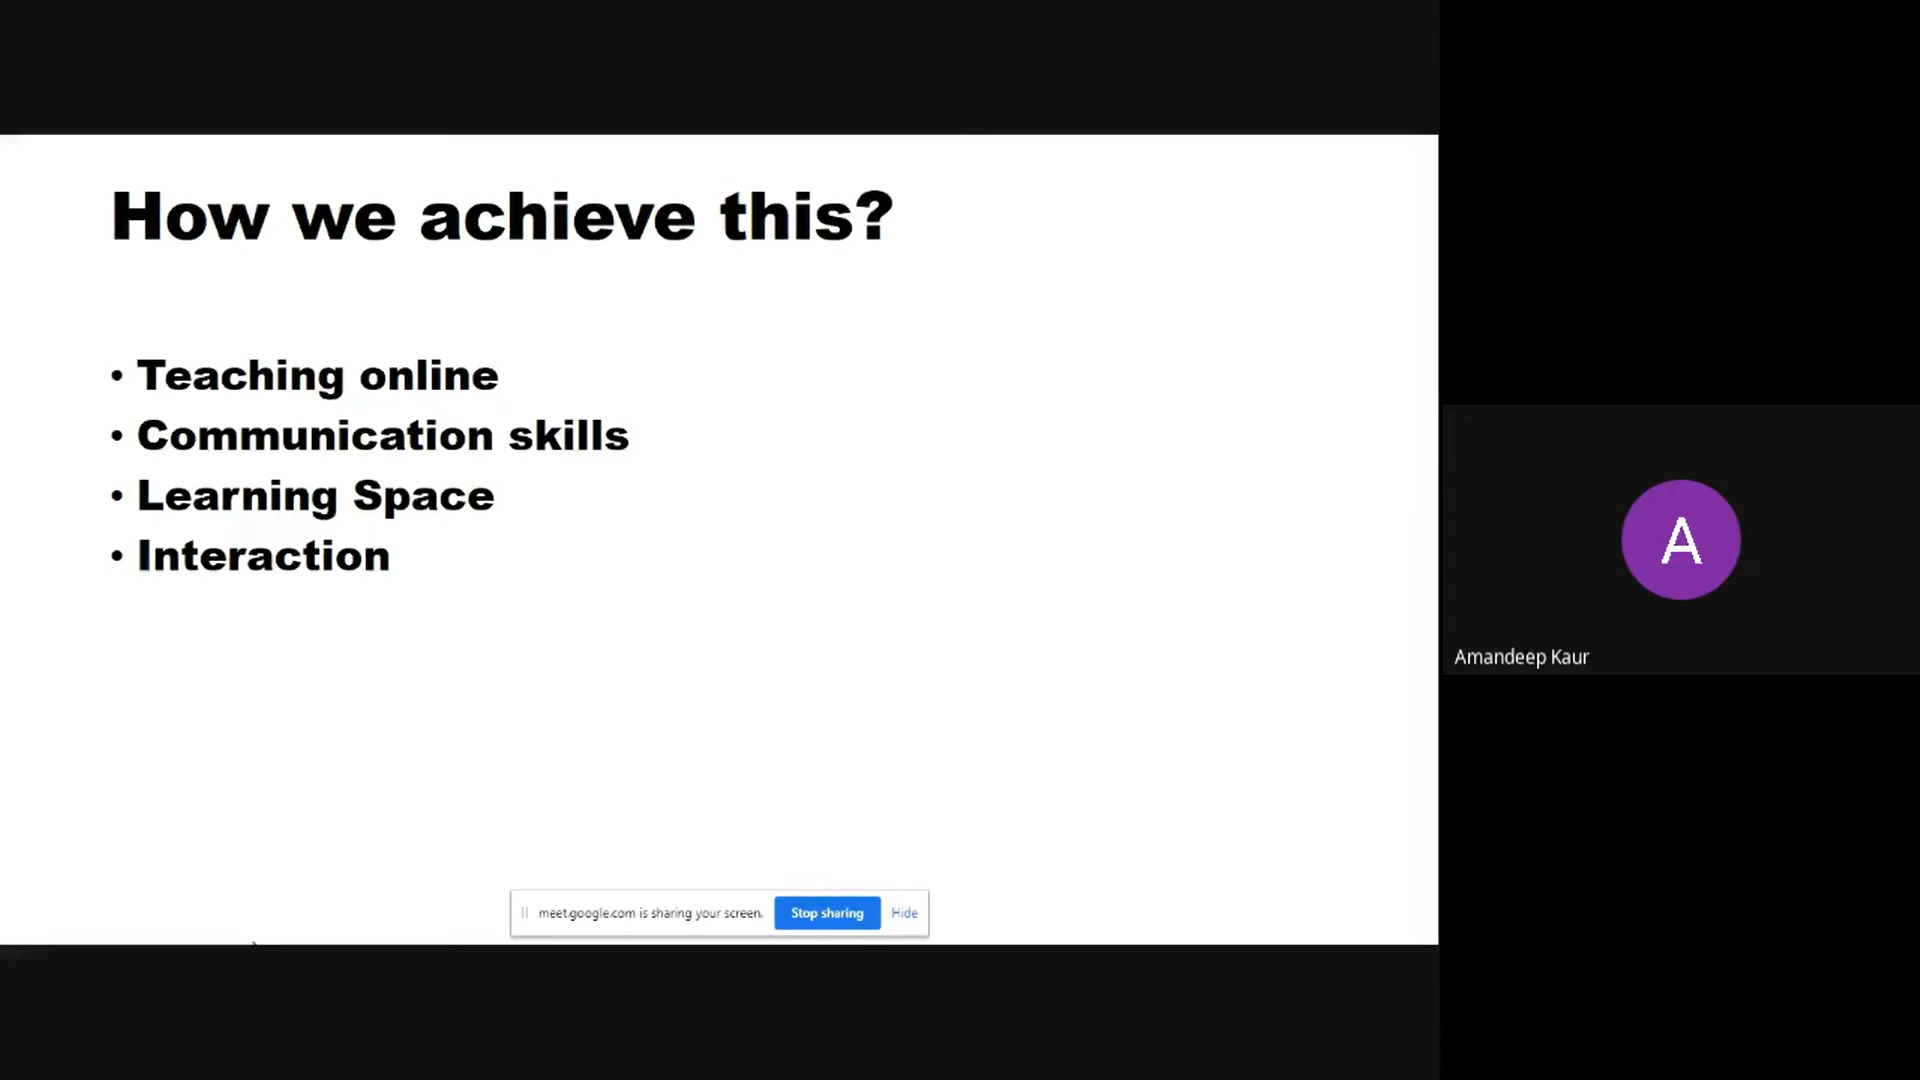 How we achieve this?
• Teaching online
• Communication skills
• Learning Space
• Interaction
A
Amandeep Kaur
meet.google.com is sharing your screen. Stop sharing Hide